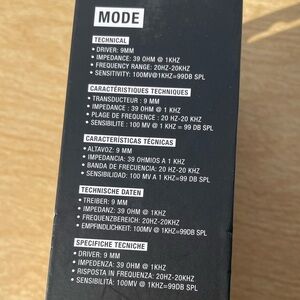 MODE
TECHNICAL
• DRIVER: 9MM
• IMPEDANCE: 39 OHM @ 1KHZ
• FREQUENCY RANGE: 20HZ-20KHZ
• SENSITIVITY: 100MV@1KHZ=99DB SPL
CARACTÉRISTIQUES TECHNIQUES
• TRANSDUCTEUR : 9 MM
• IMPEDANCE : 39 OHM @ 1 KHZ
• PLAGE DE FREQUENCE : 20 HZ-20 KHZ
• SENSIBILITE : 100 MV @ 1 KHZ = 99 DB SPL
CARACTERÍSTICAS TÉCNICAS
• ALTAVOZ: 9 MM
• IMPEDANCIA: 39 OHMIOS A 1 KHZ
• BANDA DE FRECUENCIA: 20 HZ-20 KHZ
• SENSIBILIDAD: 100 MV A 1 KHZ=99 DB SPL
TECHNISCHE DATEN
• TREIBER: 9 MM
• IMPEDANZ: 39 OHM @ 1KHZ
• FREQUENZBEREICH: 20HZ-20KHZ
• EMPFINDLICHKEIT: 100MV@1KHZ=99DB SPL
SPECIFICHE TECNICHE
• DRIVER: 9 MM
• IMPEDENZA: 39 OHM @ 1KHZ
• RISPOSTA IN FREQUENZA: 20HZ-20KHZ
• SENSIBILITÀ: 100MV @ 1KHZ=99DB SPL